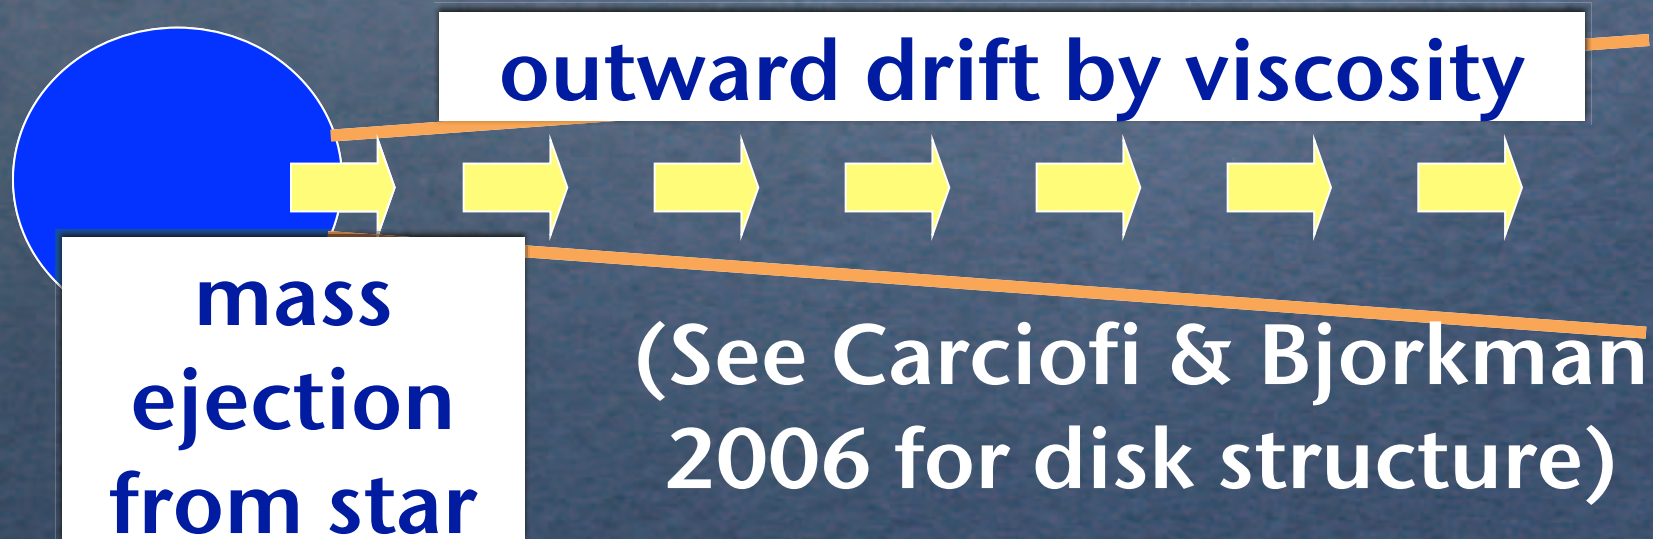 outward drift by viscosity
mass
ejection
from star
(See Carciofi & Bjorkman
2006 for disk structure)